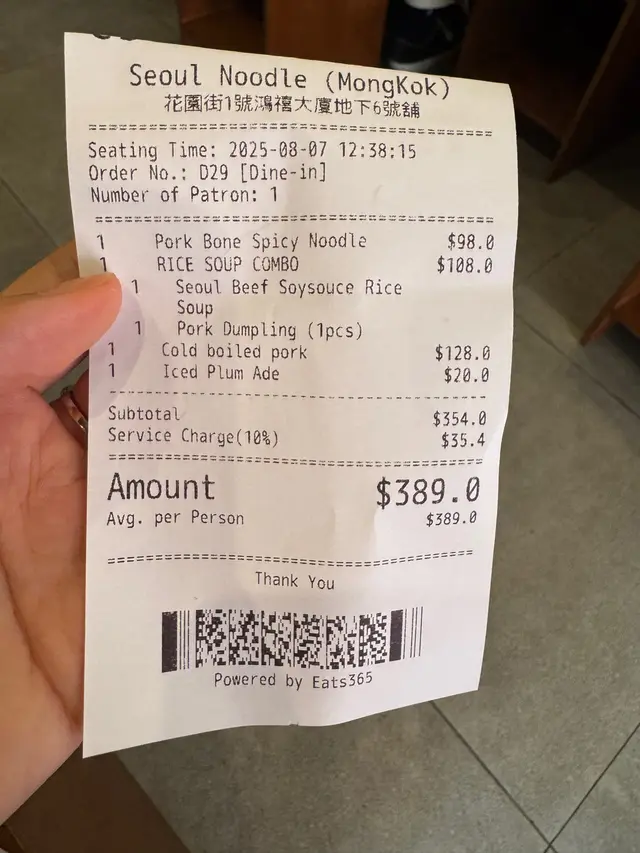 Seoul Noodle (MongKok)
花園街1號鴻禧大廈地下6號舖
Seating Time: 2025-08-07 12:38:15
Order No.: D29 [Dine-in]
Number of Patron: 1
1 Pork Bone Spicy Noodle $98.0
1 RICE SOUP COMBO $108.0
1 Seoul Beef Soysouce Rice
Soup
1 Pork Dumpling (1pcs)
1 Cold boiled pork $128.0
1 Iced Plum Ade $20.0
Subtotal $354.0
Service Charge(10%) $35.4
Amount $389.0
Avg. per Person $389.0
Thank You
Powered by Eats365